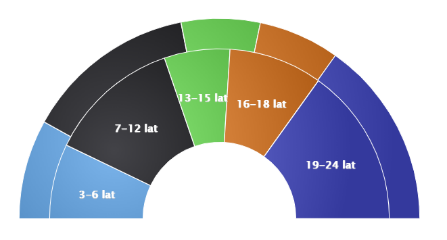 3–6 lat
7–12 lat
13–15 lat
16–18 lat
19–24 lat